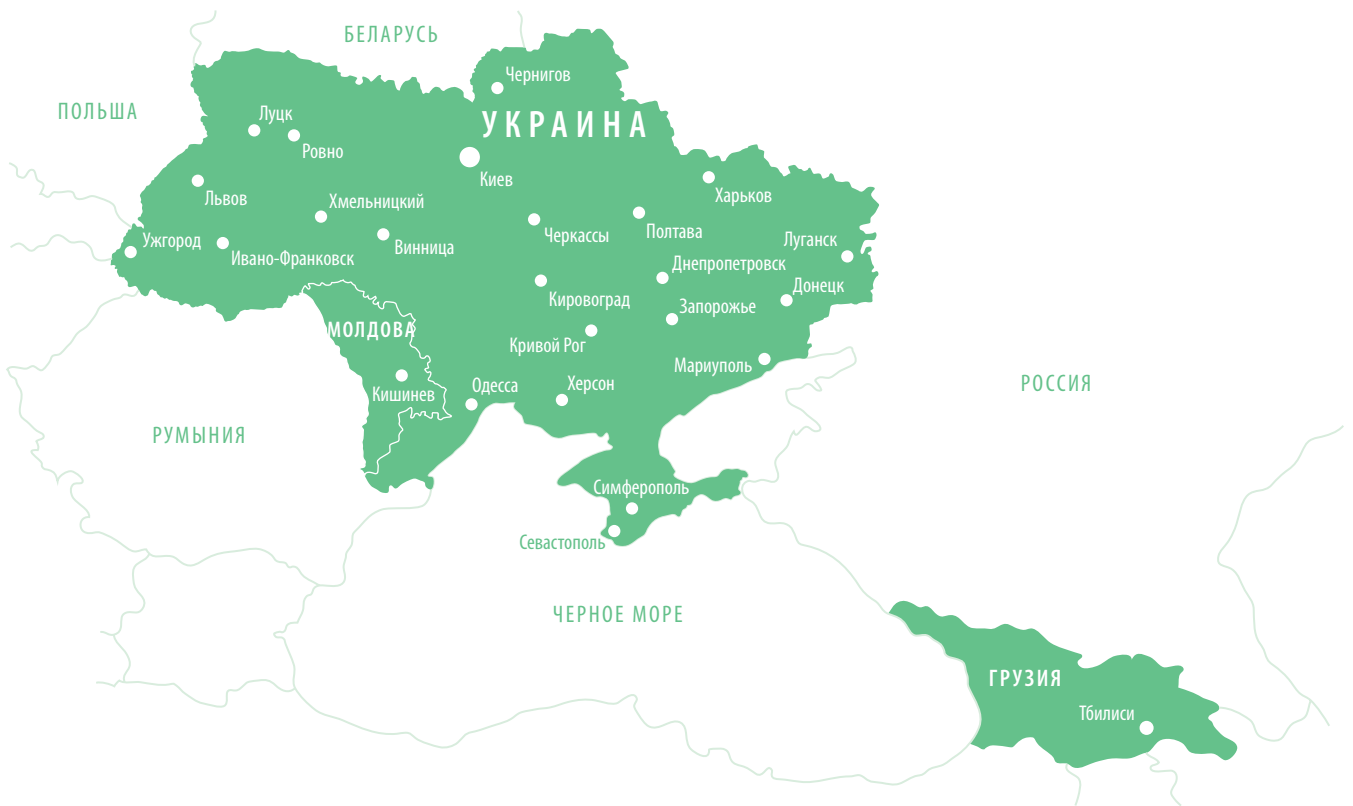 БЕЛАРУСЬ
Чернигов
ПОЛЬША
Луцк
УКРАИНА
Ровно
Киев
Харьков
Львов
Хмельницкий
Черкассы
Полтава
Ужгород
Луганск
Винница
Ивано-Франковск
Днепропетровск
Донецк
Кировоград
Запорожье
МОЛДОВА
Кривой Рог
Мариуполь
Одесса
Херсон
РОССИЯ
Кишинев
РУМЫНИЯ
Симферополь
Севастополь
ЧЕРНОЕ МОРЕ
ГРУЗИЯ
Тбилиси